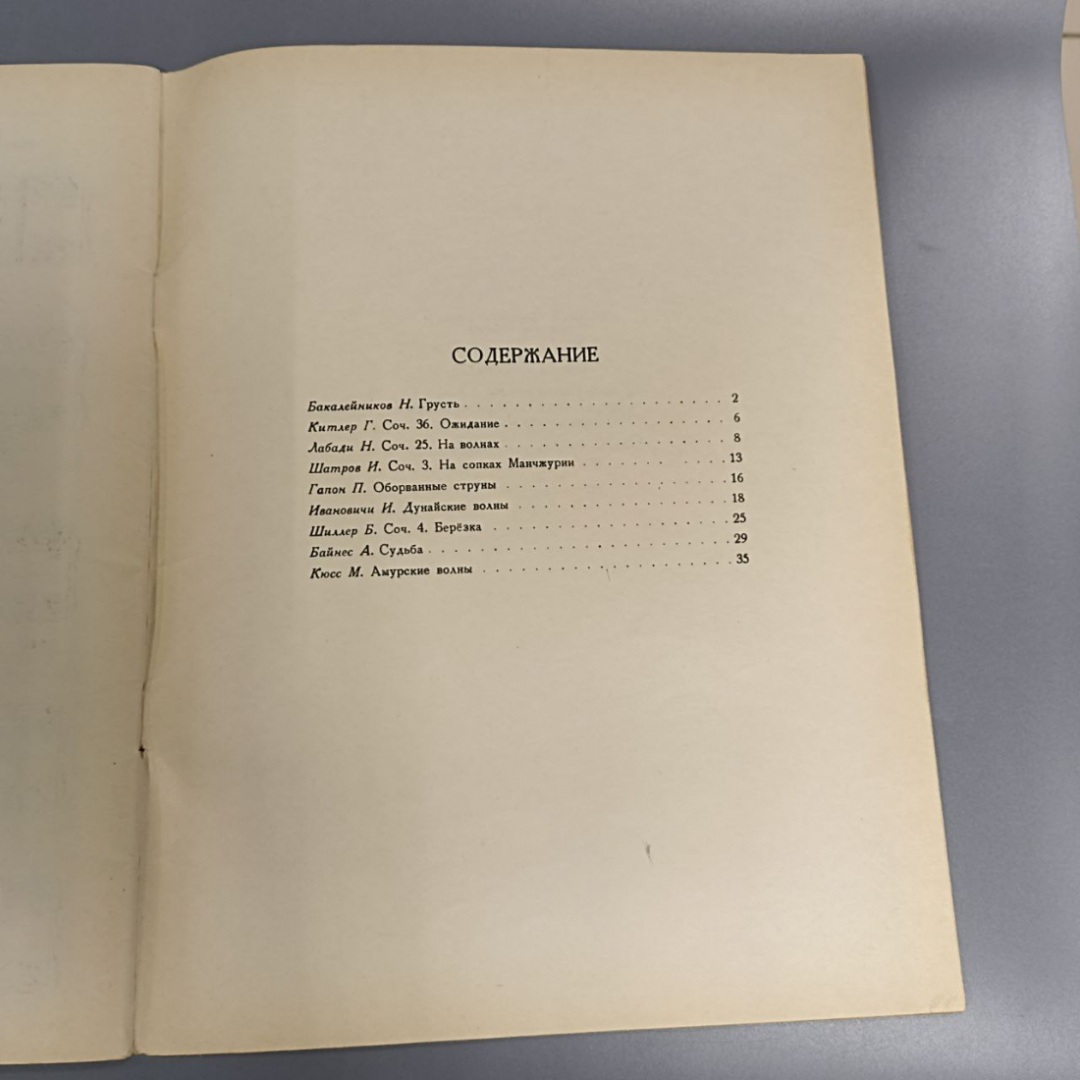 СОДЕРЖАНИЕ
Бакалейников Н. Грусть . . . . . . . . . . . . . . . . . . . . . 2
Китлер Г. Соч. 36. Ожидание . . . . . . . . . . . . . . . . . . 6
Лабади Н. Соч. 25. На волнах . . . . . . . . . . . . . . . . . . 8
Шатров И. Соч. 3. На сопках Манчжурии . . . . . . . . . . . 13
Гапон П. Оборванные струны . . . . . . . . . . . . . . . . . . 16
Ивановичи И. Дунайские волны . . . . . . . . . . . . . . . . . 18
Шиллер Б. Соч. 4. Берёзка . . . . . . . . . . . . . . . . . . . 25
Байнес А. Судьба . . . . . . . . . . . . . . . . . . . . . . . . 29
Кюсс М. Амурские волны . . . . . . . . . . . . . . . . . . . . 35